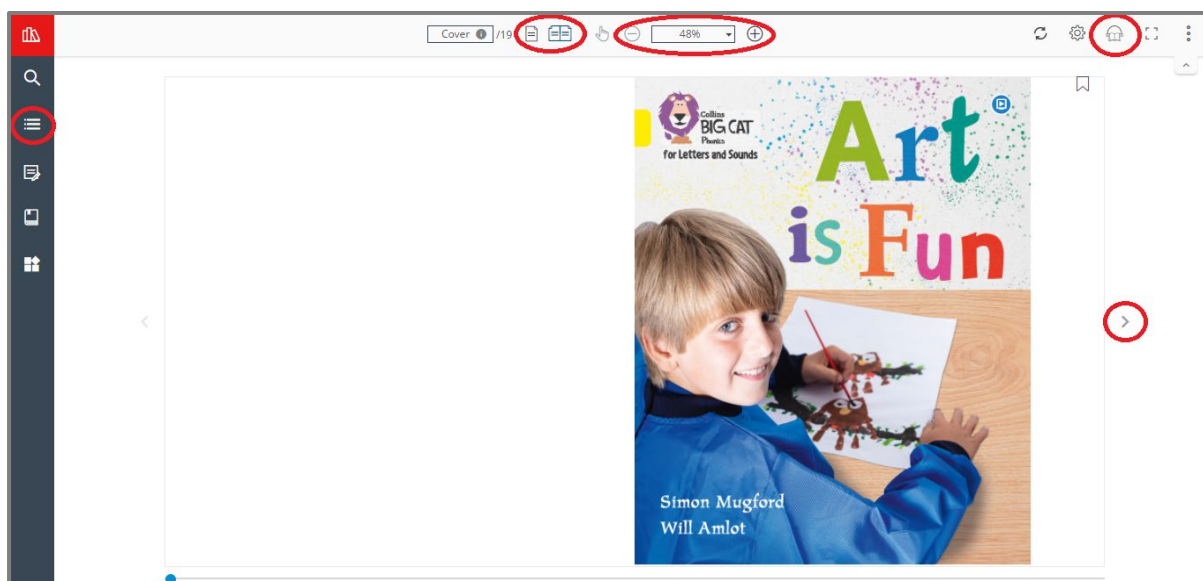 Cover /19 48%
Collins
BIG CAT
Phonics
for Letters and Sounds
Art
is Fun
Simon Mugford
Will Amlot